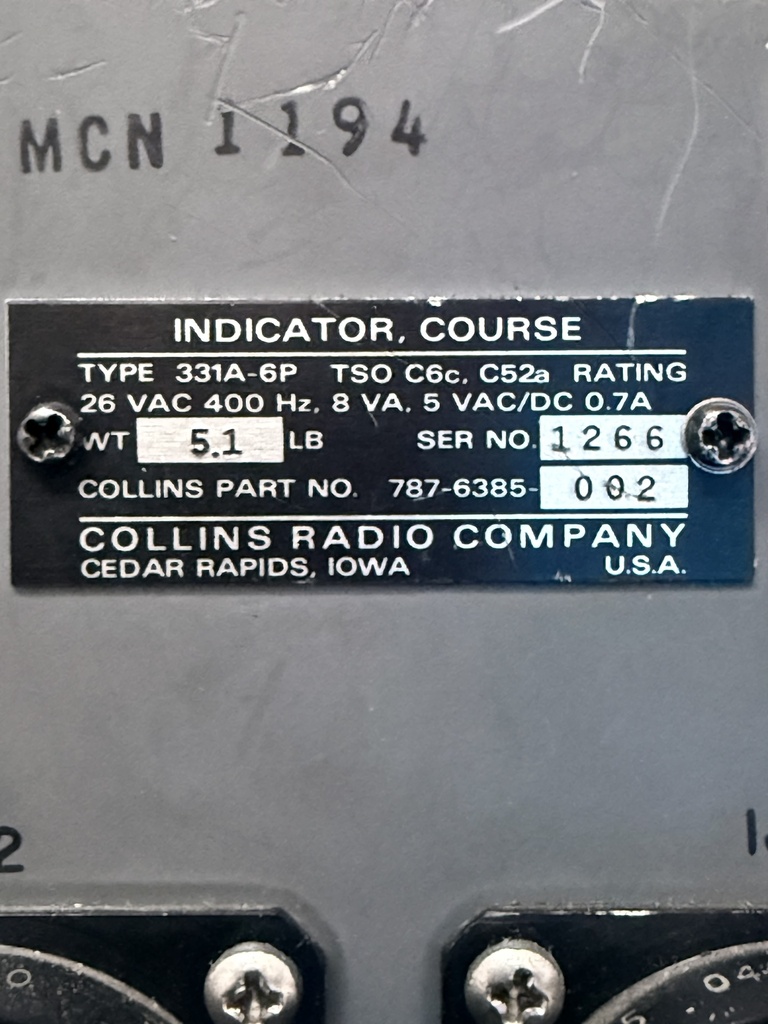 MCN 1194
INDICATOR, COURSE
TYPE 331A-6P TSO C6c, C52a RATING
26 VAC 400 Hz, 8 VA, 5 VAC/DC 0.7A
WT 5.1 LB SER NO. 1266
COLLINS PART NO. 787-6385-002
COLLINS RADIO COMPANY
CEDAR RAPIDS, IOWA U.S.A.
2